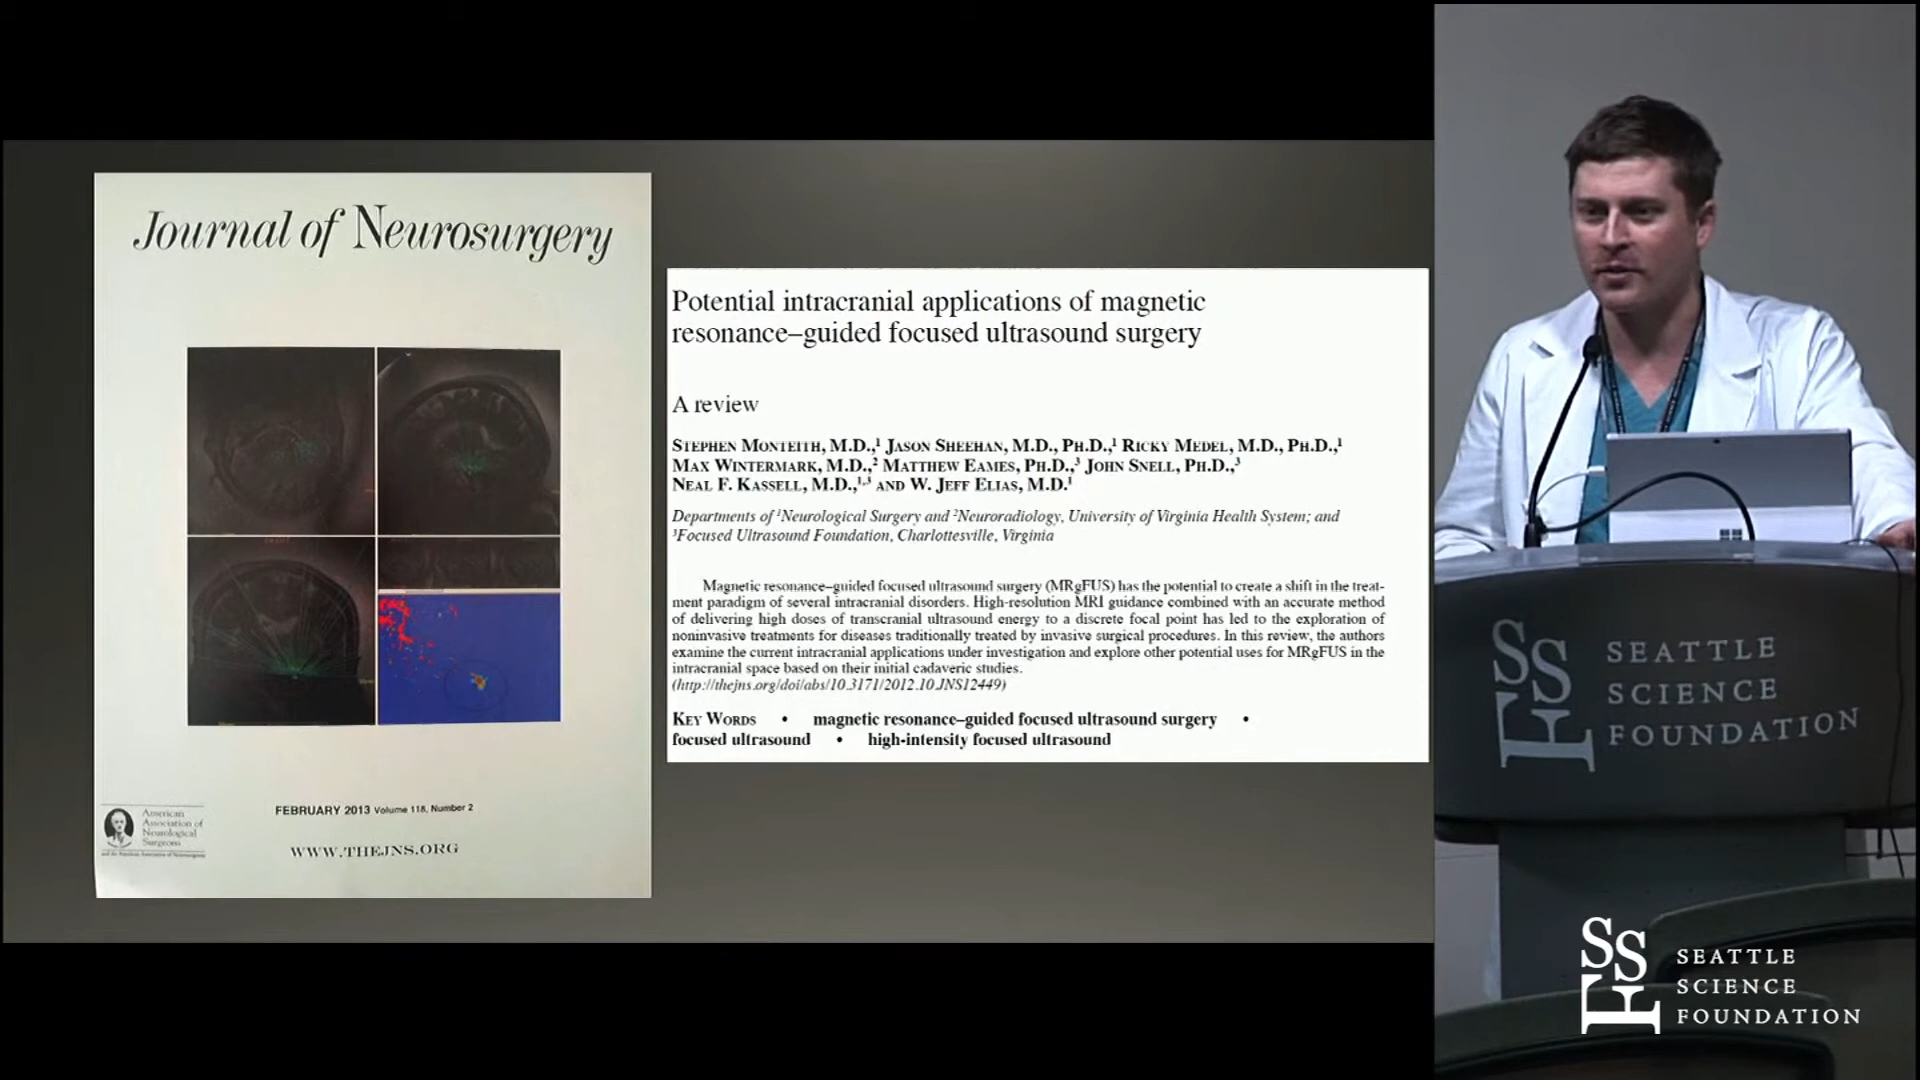 Journal of Neurosurgery
FEBRUARY 2013 Volume 118, Number 2
American
Association of
Neurological
Surgeons
WWW.THEJNS.ORG
Potential intracranial applications of magnetic
resonance–guided focused ultrasound surgery
A review
STEPHEN MONTEITH, M.D.,¹ JASON SHEEHAN, M.D., PH.D.,¹ RICKY MEDEL, M.D., PH.D.,¹
MAX WINTERMARK, M.D.,² MATTHEW EAMES, PH.D.,³ JOHN SNELL, PH.D.,³
NEAL F. KASSELL, M.D.,¹,³ AND W. JEFF ELIAS, M.D.¹
Departments of ¹Neurological Surgery and ²Neuroradiology, University of Virginia Health System; and
³Focused Ultrasound Foundation, Charlottesville, Virginia
Magnetic resonance–guided focused ultrasound surgery (MRgFUS) has the potential to create a shift in the treat-
ment paradigm of several intracranial disorders. High-resolution MRI guidance combined with an accurate method
of delivering high doses of transcranial ultrasound energy to a discrete focal point has led to the exploration of
noninvasive treatments for diseases traditionally treated by invasive surgical procedures. In this review, the authors
examine the current intracranial applications under investigation and explore other potential uses for MRgFUS in the
intracranial space based on their initial cadaveric studies.
(http://thejns.org/doi/abs/10.3171/2012.10.JNS12449)
KEY WORDS • magnetic resonance–guided focused ultrasound surgery •
focused ultrasound • high-intensity focused ultrasound
SSF
SEATTLE
SCIENCE
FOUNDATION
SSF
SEATTLE
SCIENCE
FOUNDATION